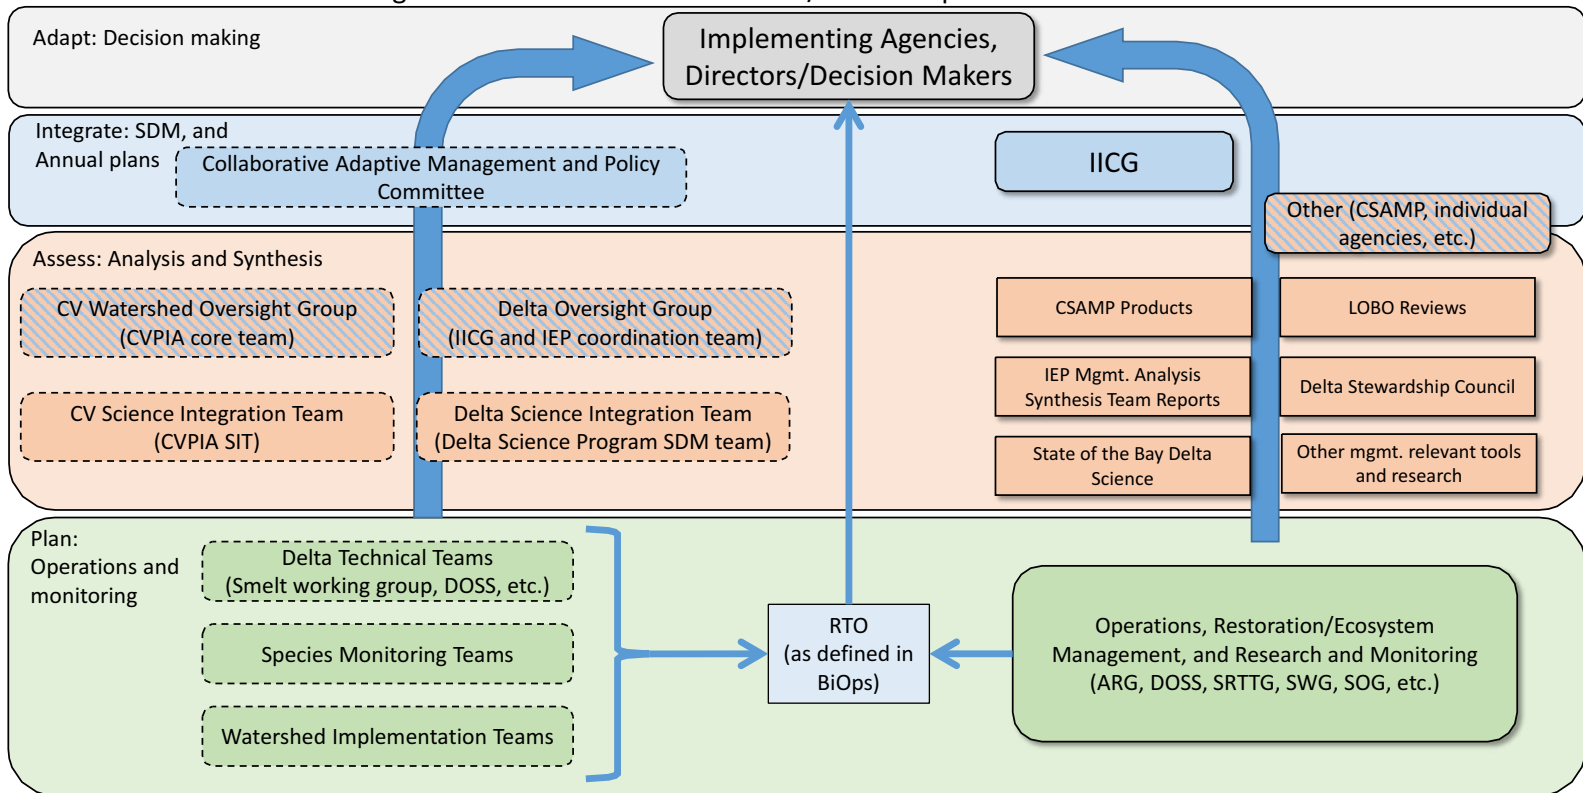 Adapt: Decision making
Implementing Agencies,
Directors/Decision Makers
Integrate: SDM, and
Annual plans
Collaborative Adaptive Management and Policy
Committee
IICG
Other (CSAMP, individual
agencies, etc.)
Assess: Analysis and Synthesis
CV Watershed Oversight Group
(CVPIA core team)
Delta Oversight Group
(IICG and IEP coordination team)
CSAMP Products
LOBO Reviews
CV Science Integration Team
(CVPIA SIT)
Delta Science Integration Team
(Delta Science Program SDM team)
IEP Mgmt. Analysis
Synthesis Team Reports
Delta Stewardship Council
State of the Bay Delta
Science
Other mgmt. relevant tools
and research
Plan:
Operations and
monitoring
Delta Technical Teams
(Smelt working group, DOSS, etc.)
Species Monitoring Teams
Watershed Implementation Teams
RTO
(as defined in
BiOps)
Operations, Restoration/Ecosystem
Management, and Research and Monitoring
(ARG, DOSS, SRTTG, SWG, SOG, etc.)